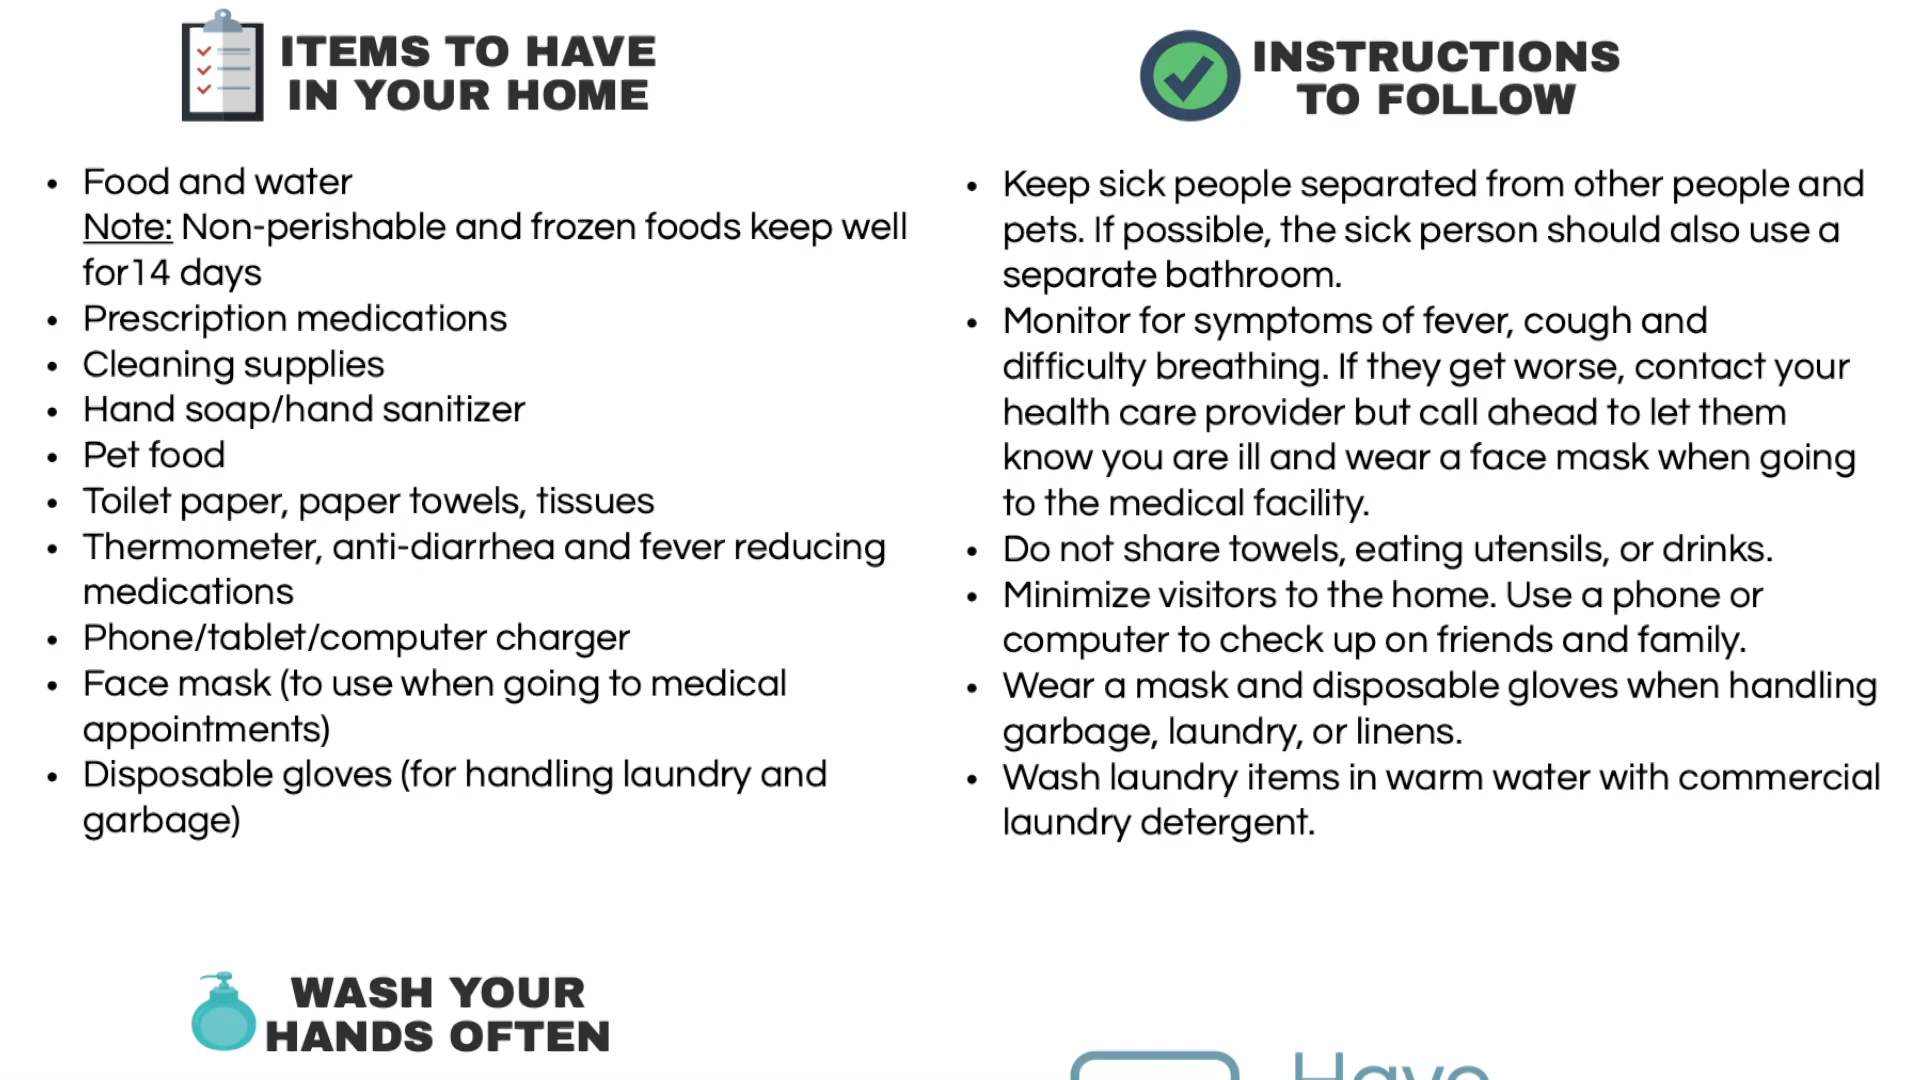 ITEMS TO HAVE
IN YOUR HOME
• Food and water
Note: Non-perishable and frozen foods keep well
for14 days
• Prescription medications
• Cleaning supplies
• Hand soap/hand sanitizer
• Pet food
• Toilet paper, paper towels, tissues
• Thermometer, anti-diarrhea and fever reducing
medications
• Phone/tablet/computer charger
• Face mask (to use when going to medical
appointments)
• Disposable gloves (for handling laundry and
garbage)
INSTRUCTIONS
TO FOLLOW
• Keep sick people separated from other people and
pets. If possible, the sick person should also use a
separate bathroom.
• Monitor for symptoms of fever, cough and
difficulty breathing. If they get worse, contact your
health care provider but call ahead to let them
know you are ill and wear a face mask when going
to the medical facility.
• Do not share towels, eating utensils, or drinks.
• Minimize visitors to the home. Use a phone or
computer to check up on friends and family.
• Wear a mask and disposable gloves when handling
garbage, laundry, or linens.
• Wash laundry items in warm water with commercial
laundry detergent.
WASH YOUR
HANDS OFTEN
Have